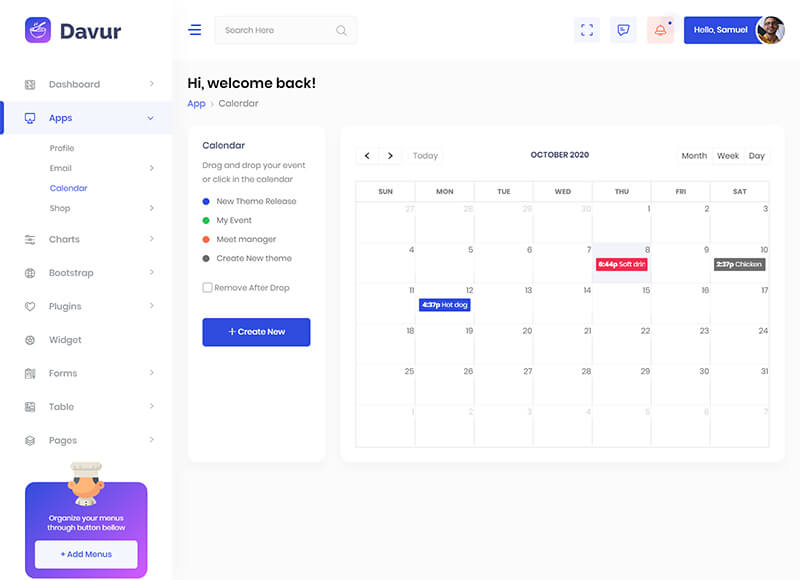 Davur
Search Here
Hello, Samuel
Dashboard
Apps
Profile
Email
Calendar
Shop
Charts
Bootstrap
Plugins
Widget
Forms
Table
Pages
Organize your menus
through button bellow
+ Add Menus
Hi, welcome back!
App > Calerdar
Calendar
Drag and drop your event
or click in the calendar
New Theme Release
My Event
Meet manager
Create New theme
Remove After Drop
+ Create New
< > Today OCTOBER 2020 Month Week Day
SUN MON TUE WED THU FRI SAT
27 28 29 30 1 2 3
4 5 6 7 8 9 10
6:44p Soft drin 2:37p Chicken
11 12 13 14 15 16 17
4:37p Hot dog
18 19 20 21 22 23 24
25 26 27 28 29 30 31
1 2 3 4 5 6 7